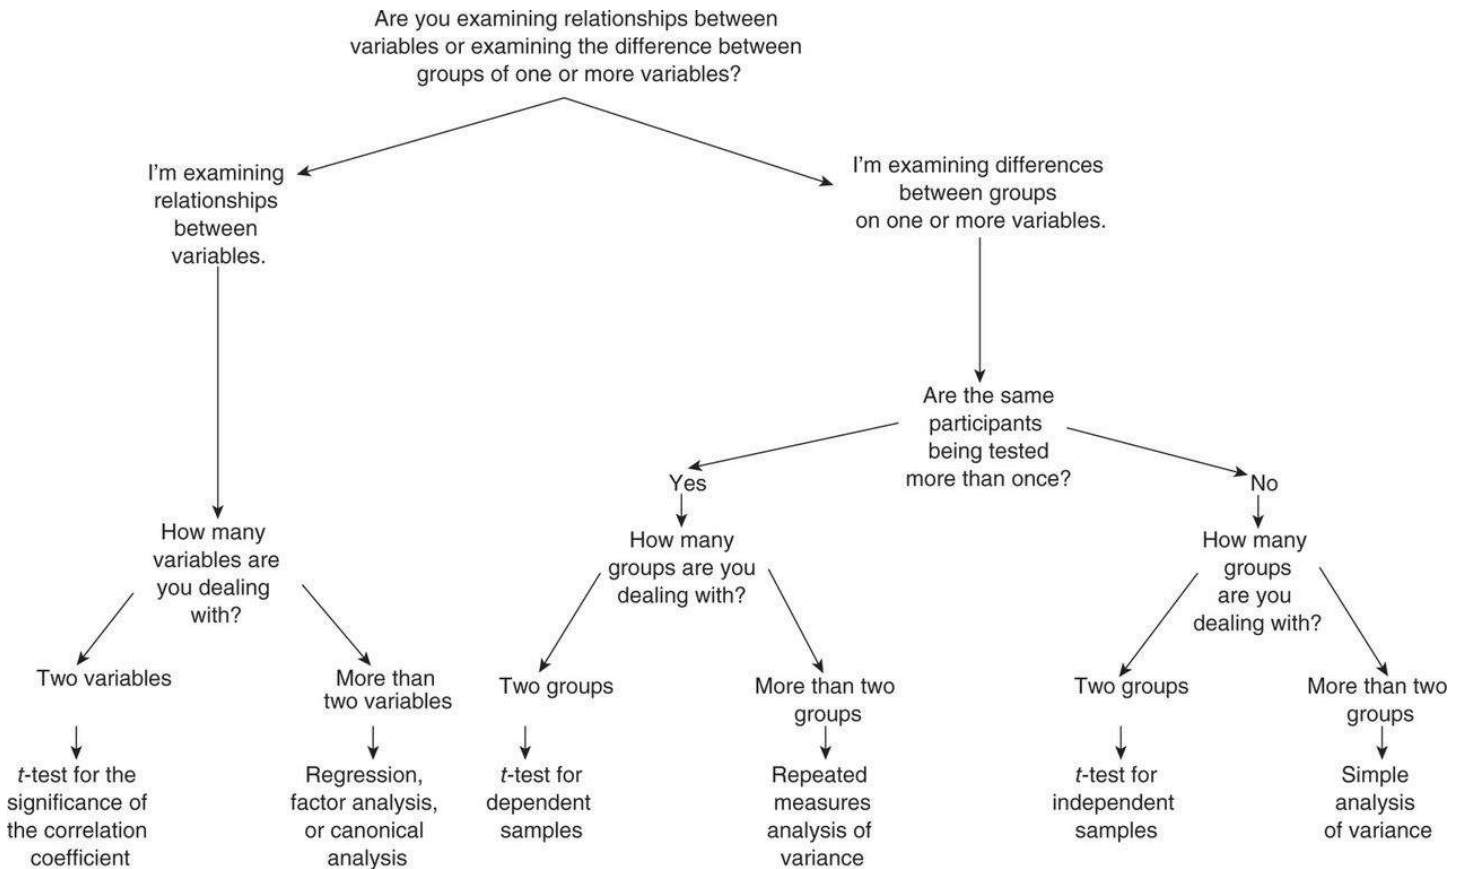 Are you examining relationships between
variables or examining the difference between
groups of one or more variables?
I'm examining
relationships
between
variables.
I'm examining differences
between groups
on one or more variables.
Are the same
participants
being tested
more than once?
Yes
No
How many
variables are
you dealing
with?
How many
groups are you
dealing with?
How many
groups
are you
dealing with?
Two variables
More than
two variables
Two groups
More than two
groups
Two groups
More than two
groups
t-test for the
significance of
the correlation
coefficient
Regression,
factor analysis,
or canonical
analysis
t-test for
dependent
samples
Repeated
measures
analysis of
variance
t-test for
independent
samples
Simple
analysis
of variance